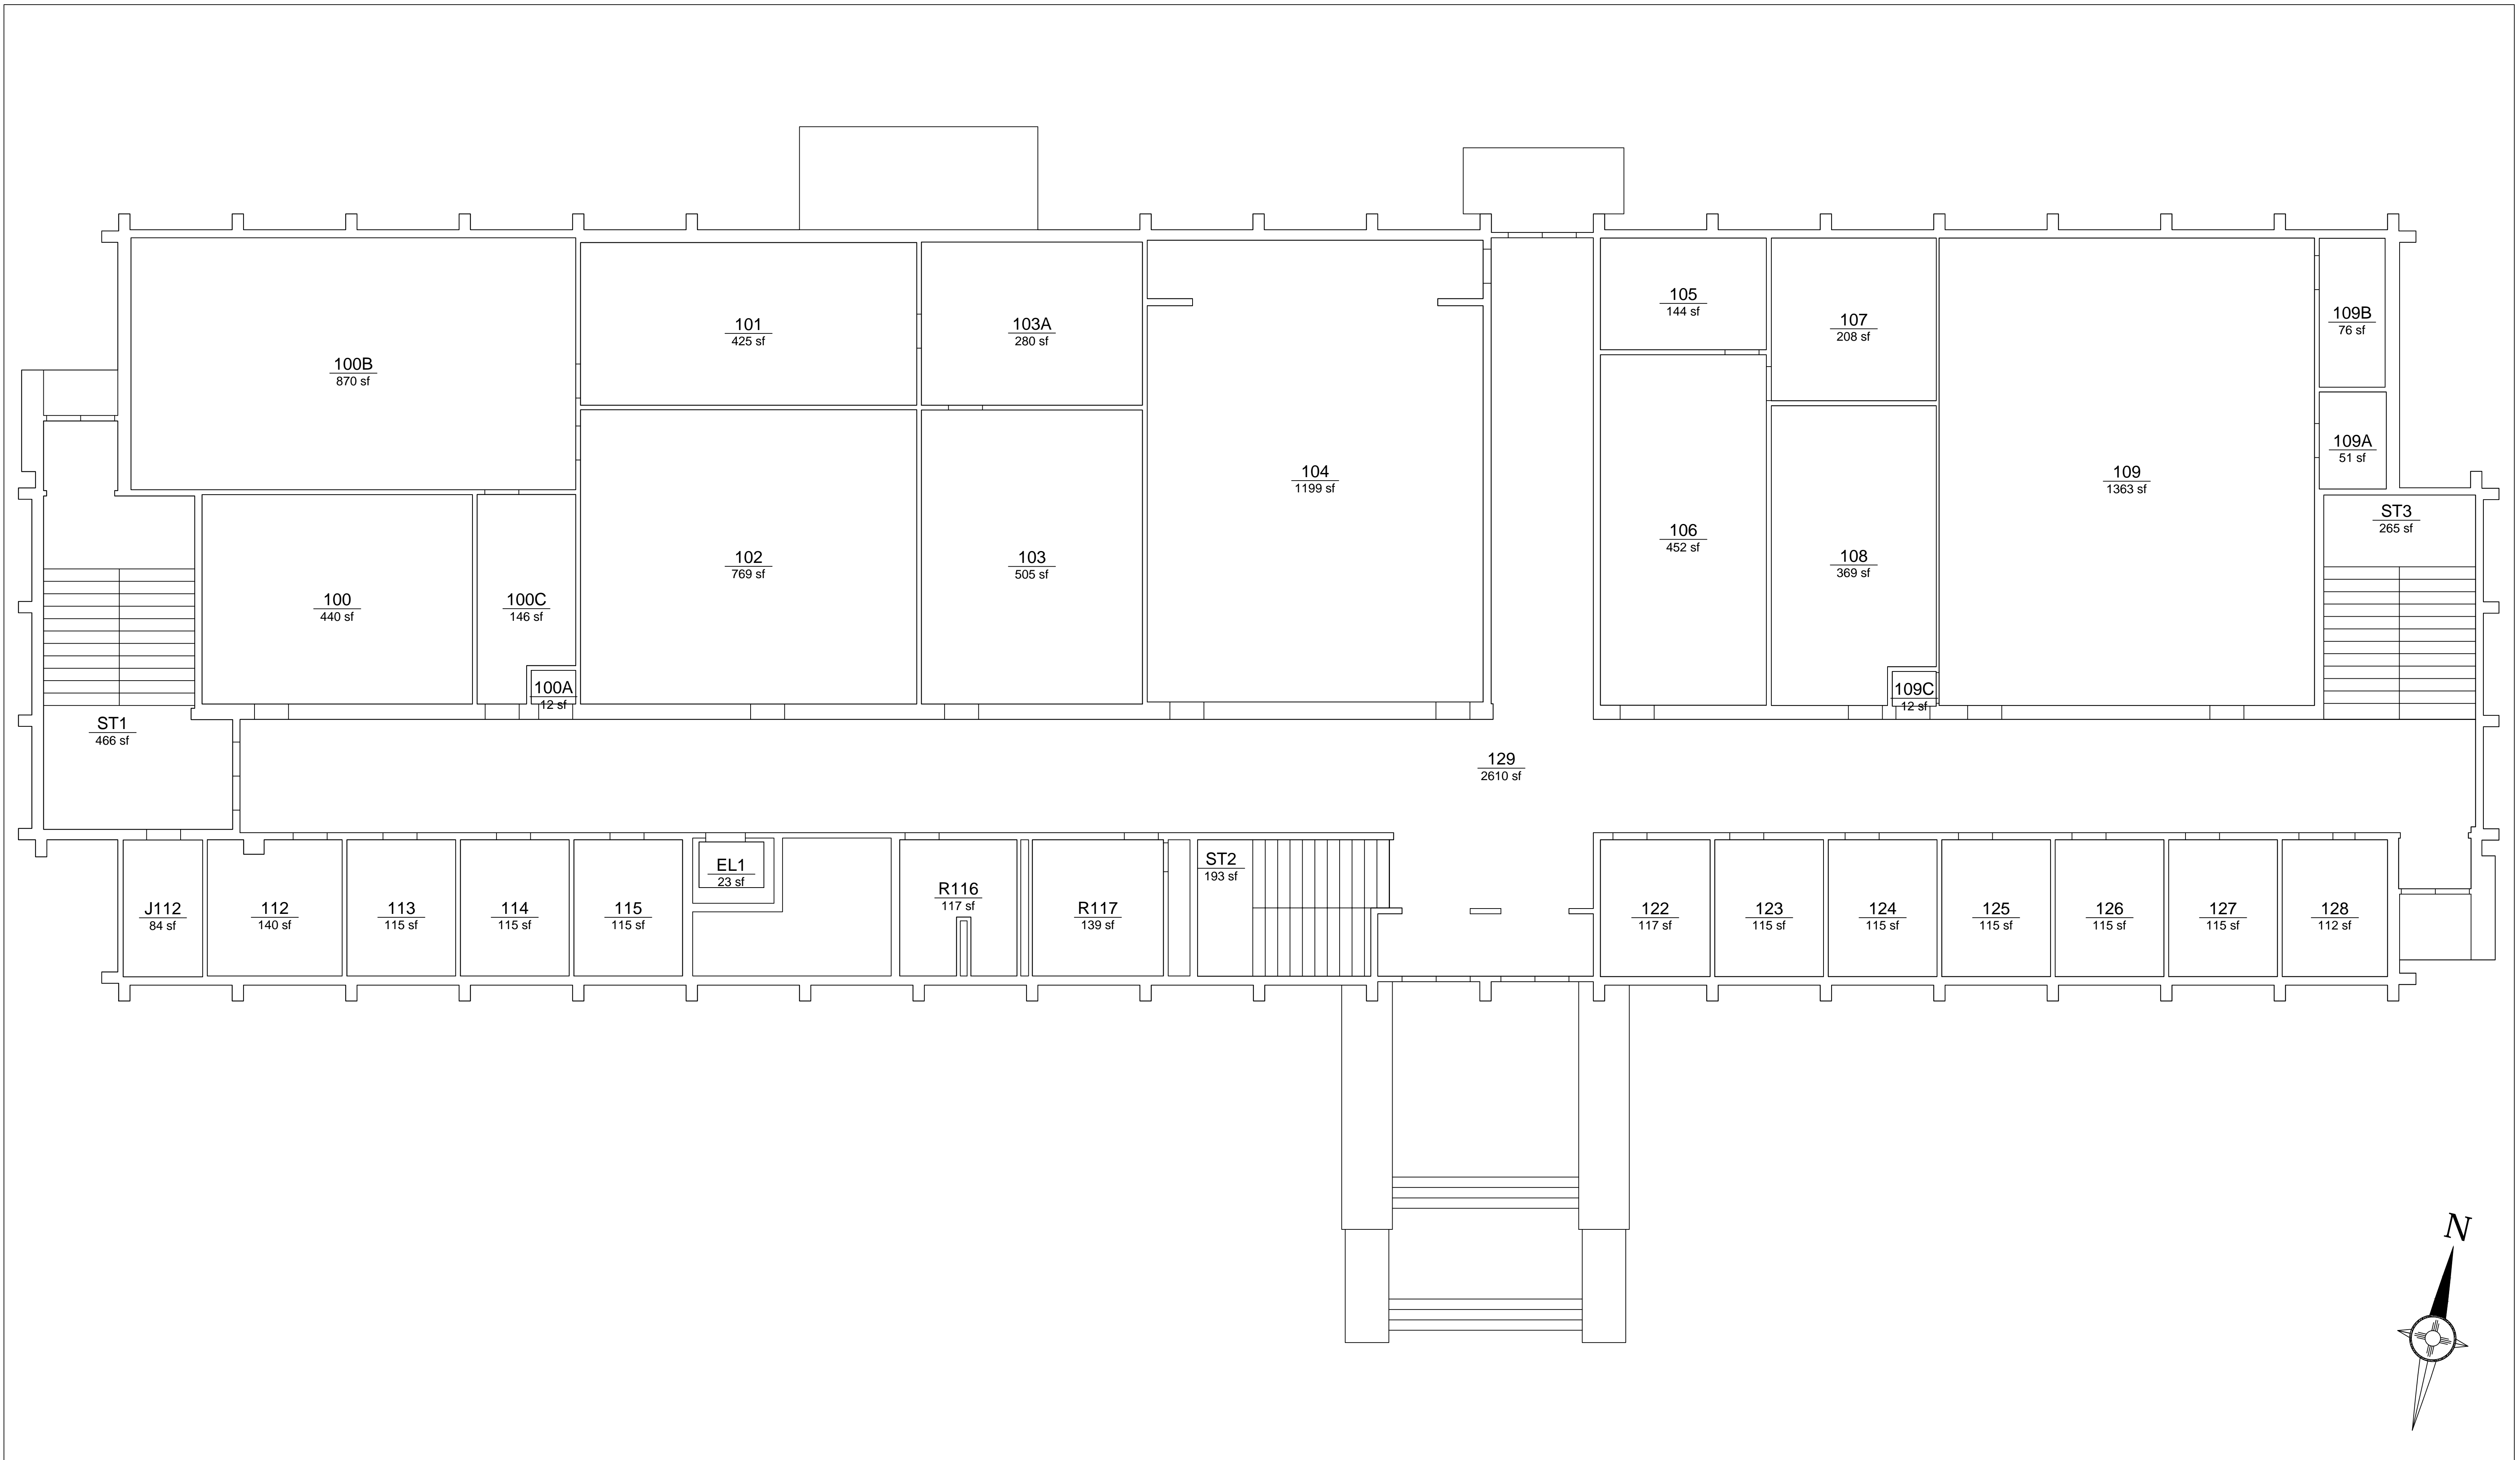 101
425 sf
103A
280 sf
105
144 sf
107
208 sf
109B
76 sf
100B
870 sf
109A
51 sf
104
1199 sf
109
1363 sf
ST3
265 sf
106
452 sf
102
769 sf
103
505 sf
108
369 sf
100
440 sf
100C
146 sf
100A
12 sf
109C
12 sf
ST1
466 sf
129
2610 sf
EL1
23 sf
ST2
193 sf
R116
117 sf
J112
84 sf
112
140 sf
113
115 sf
114
115 sf
115
115 sf
R117
139 sf
122
117 sf
123
115 sf
124
115 sf
125
115 sf
126
115 sf
127
115 sf
128
112 sf
N